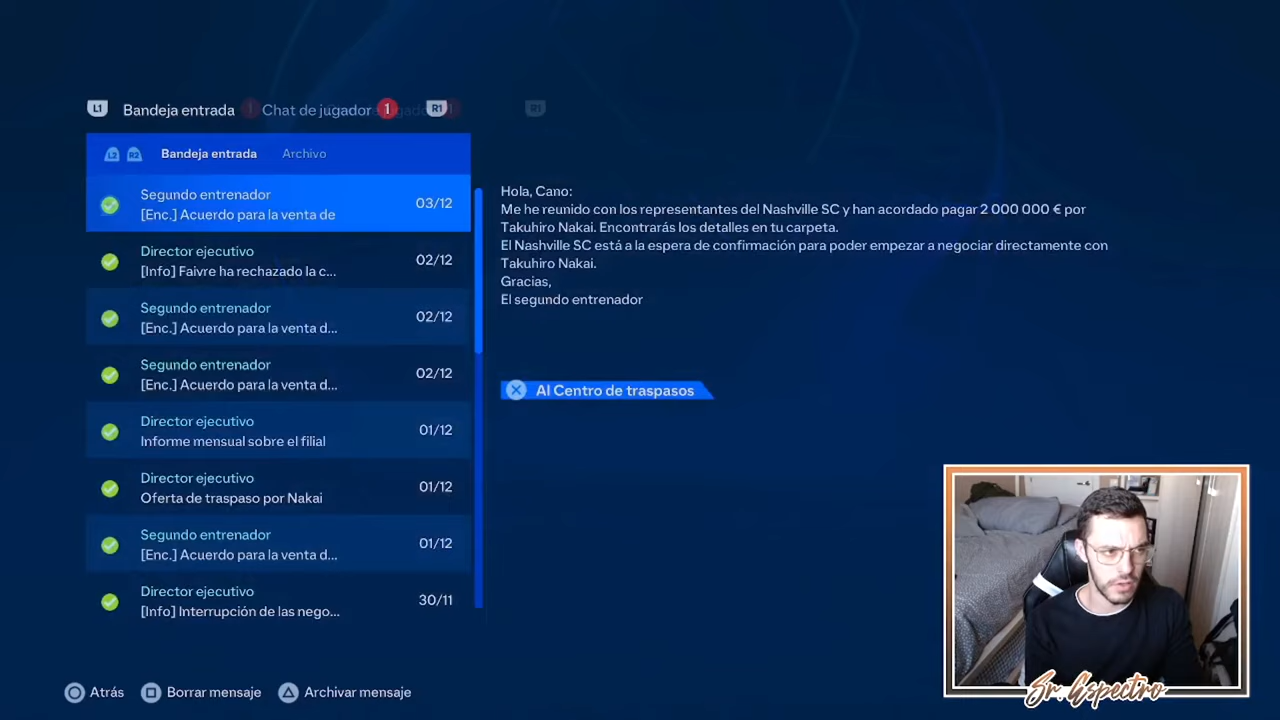 L1 Bandeja entrada Chat de jugador 1 R1 R1
L2 R2 Bandeja entrada Archivo
Segundo entrenador
[Enc.] Acuerdo para la venta de
03/12
Director ejecutivo
[Info] Faivre ha rechazado la c...
02/12
Segundo entrenador
[Enc.] Acuerdo para la venta d...
02/12
Segundo entrenador
[Enc.] Acuerdo para la venta d...
02/12
Director ejecutivo
Informe mensual sobre el filial
01/12
Director ejecutivo
Oferta de traspaso por Nakai
01/12
Segundo entrenador
[Enc.] Acuerdo para la venta d...
01/12
Director ejecutivo
[Info] Interrupción de las nego...
30/11
Hola, Cano:
Me he reunido con los representantes del Nashville SC y han acordado pagar 2 000 000 € por
Takuhiro Nakai. Encontrarás los detalles en tu carpeta.
El Nashville SC está a la espera de confirmación para poder empezar a negociar directamente con
Takuhiro Nakai.
Gracias,
El segundo entrenador
Al Centro de traspasos
Atrás Borrar mensaje Archivar mensaje
Sr. Espectro